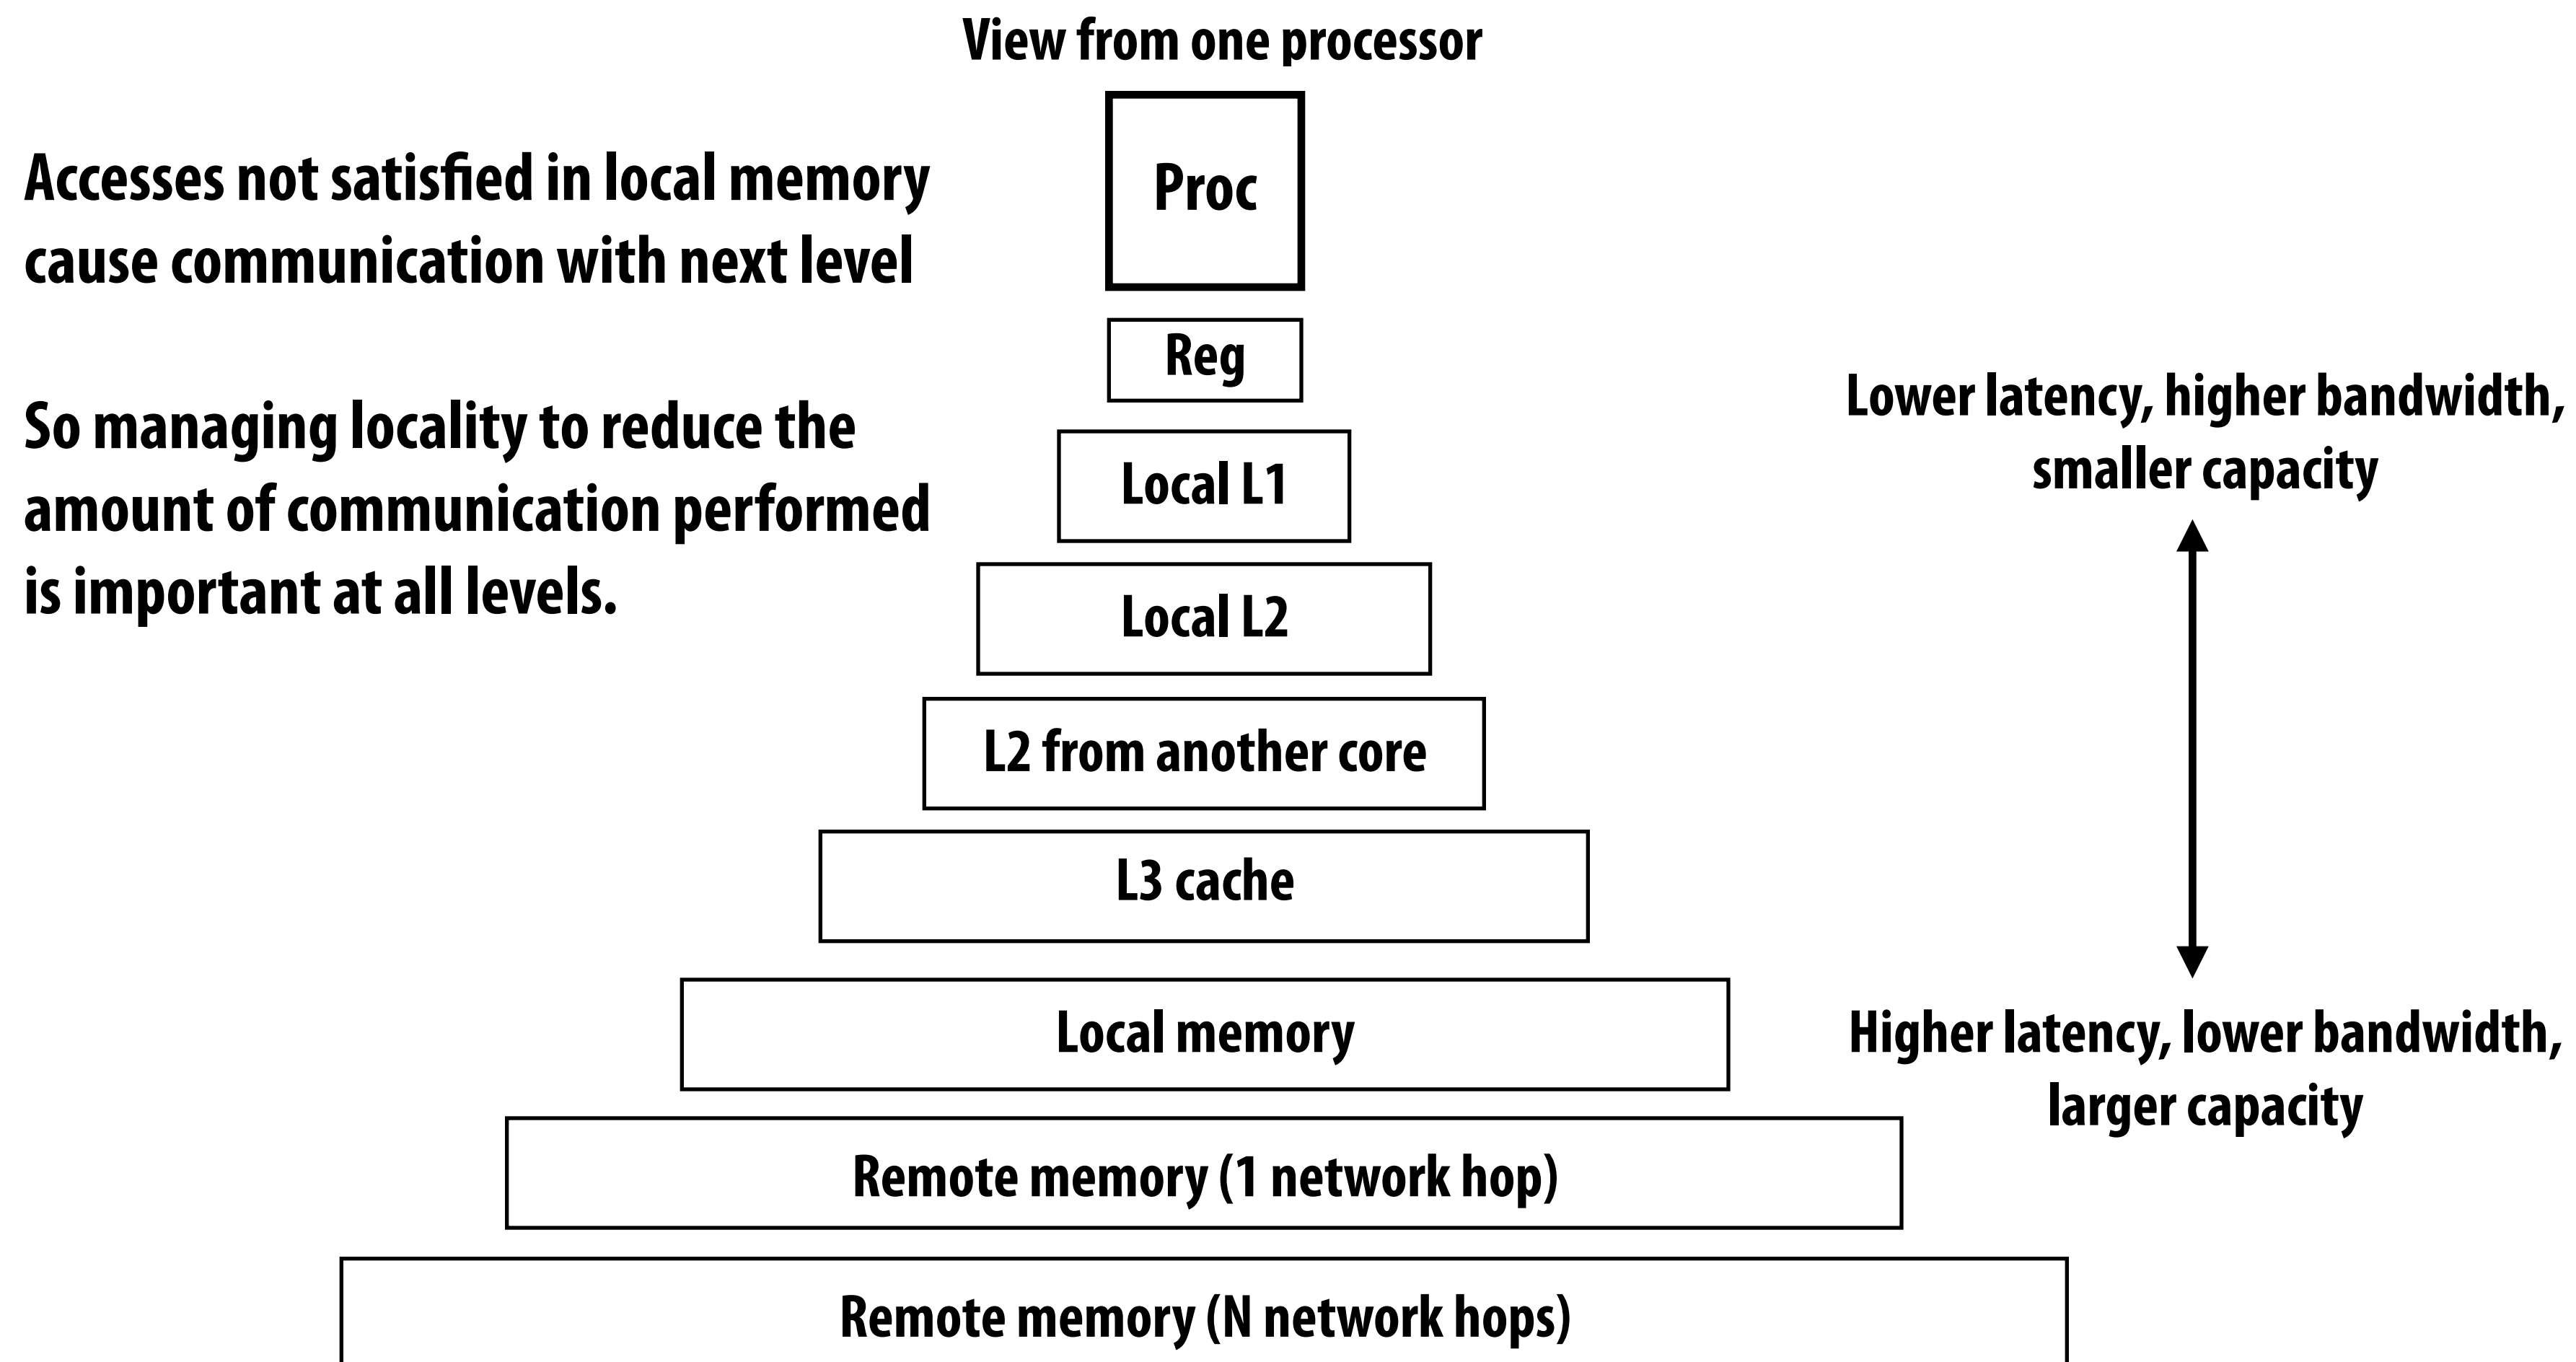 View from one processor
Accesses not satisfied in local memory
cause communication with next level
So managing locality to reduce the
amount of communication performed
is important at all levels.
Proc
Reg
Local L1
Local L2
L2 from another core
L3 cache
Local memory
Remote memory (1 network hop)
Remote memory (N network hops)
Lower latency, higher bandwidth,
smaller capacity
Higher latency, lower bandwidth,
larger capacity